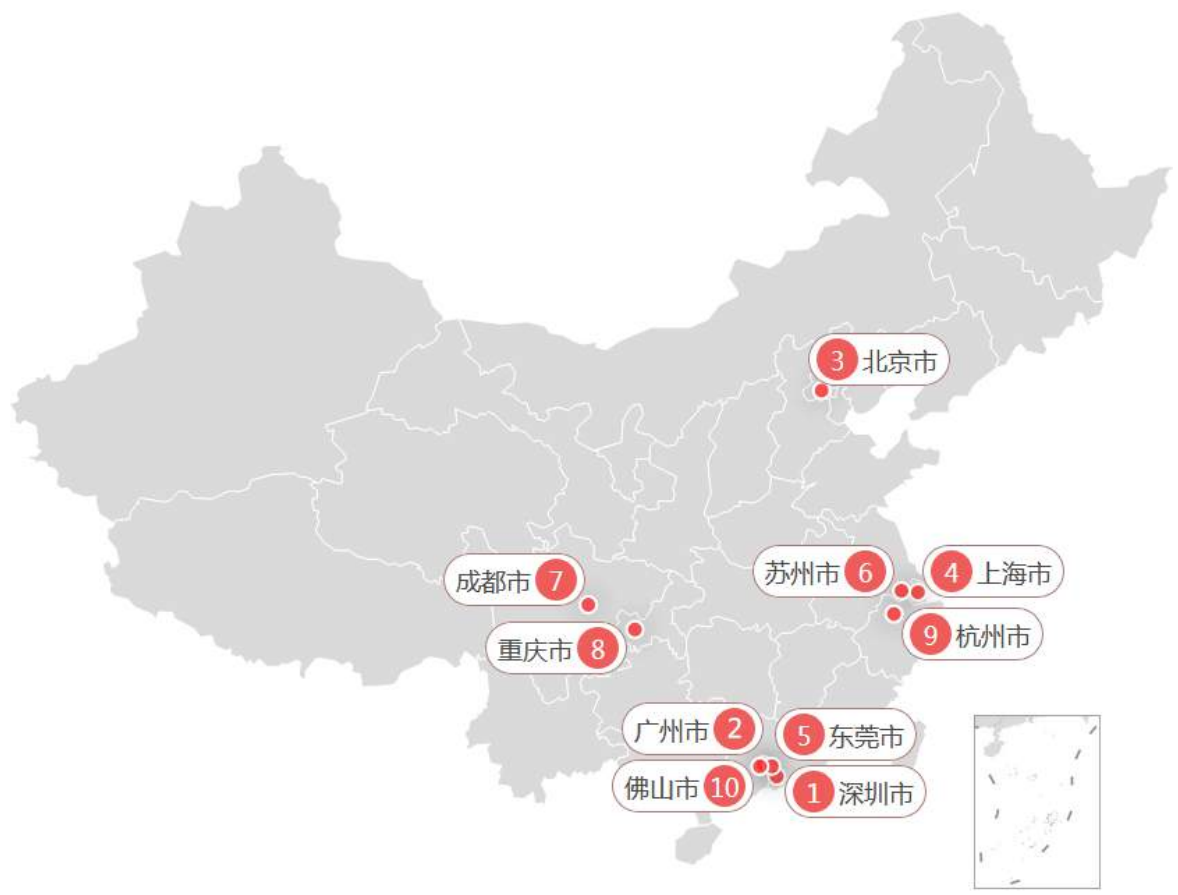 3 北京市
苏州市 6
4 上海市
成都市 7
9 杭州市
重庆市 8
广州市 2
5 东莞市
佛山市 10
1 深圳市